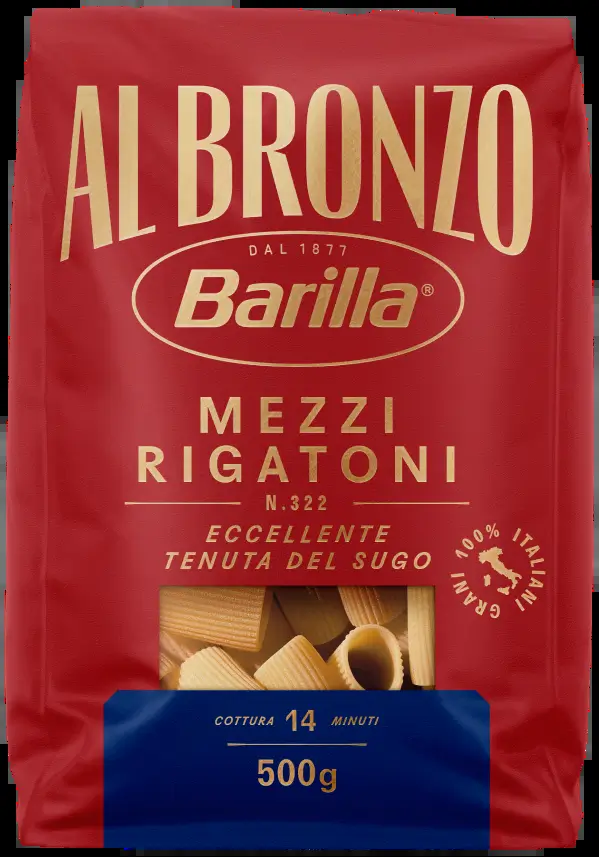 AL BRONZO
DAL 1877
Barilla®
MEZZI
RIGATONI
N.322
ECCELLENTE
TENUTA DEL SUGO
GRANI 100% ITALIANI
COTTURA 14 MINUTI
500g